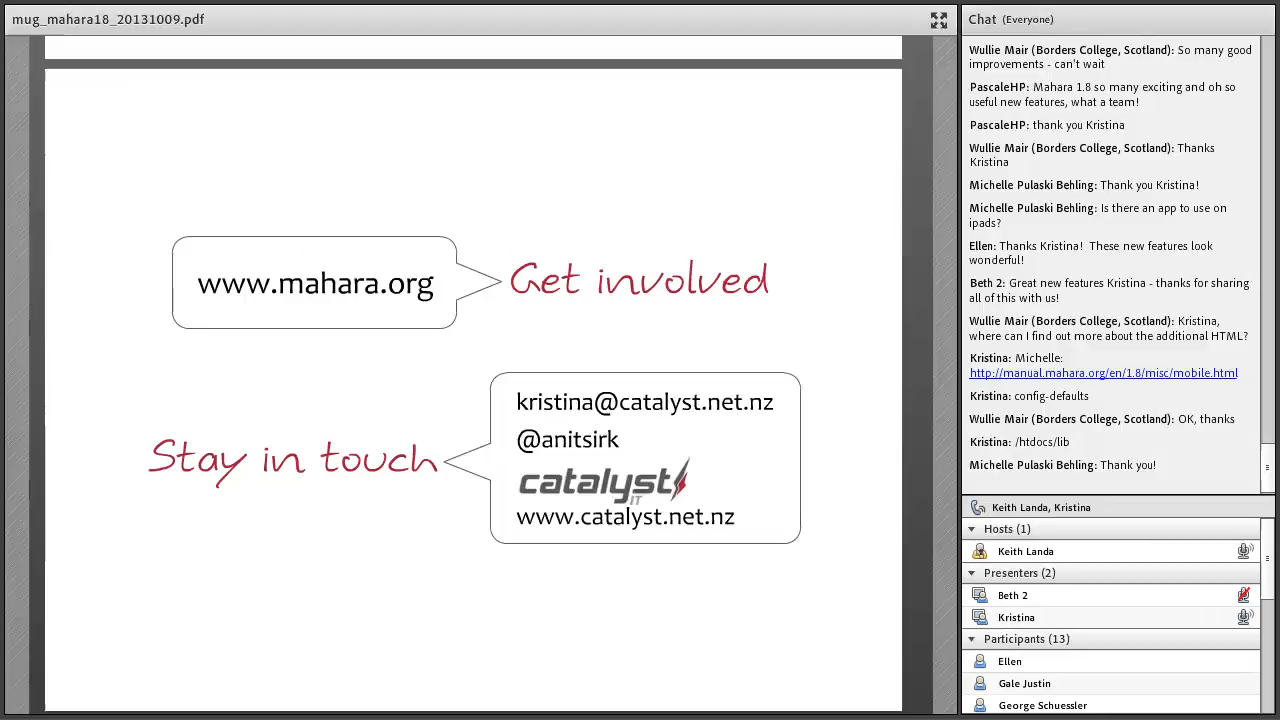 mug_mahara18_20131009.pdf
www.mahara.org
Get involved
Stay in touch
kristina@catalyst.net.nz
@anitsirk
catalyst IT
www.catalyst.net.nz
Chat (Everyone)
Wullie Mair (Borders College, Scotland): So many good
improvements - can't wait
PascaleHP: Mahara 1.8 so many exciting and oh so
useful new features, what a team!
PascaleHP: thank you Kristina
Wullie Mair (Borders College, Scotland): Thanks
Kristina
Michelle Pulaski Behling: Thank you Kristina!
Michelle Pulaski Behling: Is there an app to use on
ipads?
Ellen: Thanks Kristina!  These new features look
wonderful!
Beth 2: Great new features Kristina - thanks for sharing
all of this with us!
Wullie Mair (Borders College, Scotland): Kristina,
where can I find out more about the additional HTML?
Kristina: Michelle:
http://manual.mahara.org/en/1.8/misc/mobile.html
Kristina: config-defaults
Wullie Mair (Borders College, Scotland): OK, thanks
Kristina: /htdocs/lib
Michelle Pulaski Behling: Thank you!
Keith Landa, Kristina
Hosts (1)
Keith Landa
Presenters (2)
Beth 2
Kristina
Participants (13)
Ellen
Gale Justin
George Schuessler